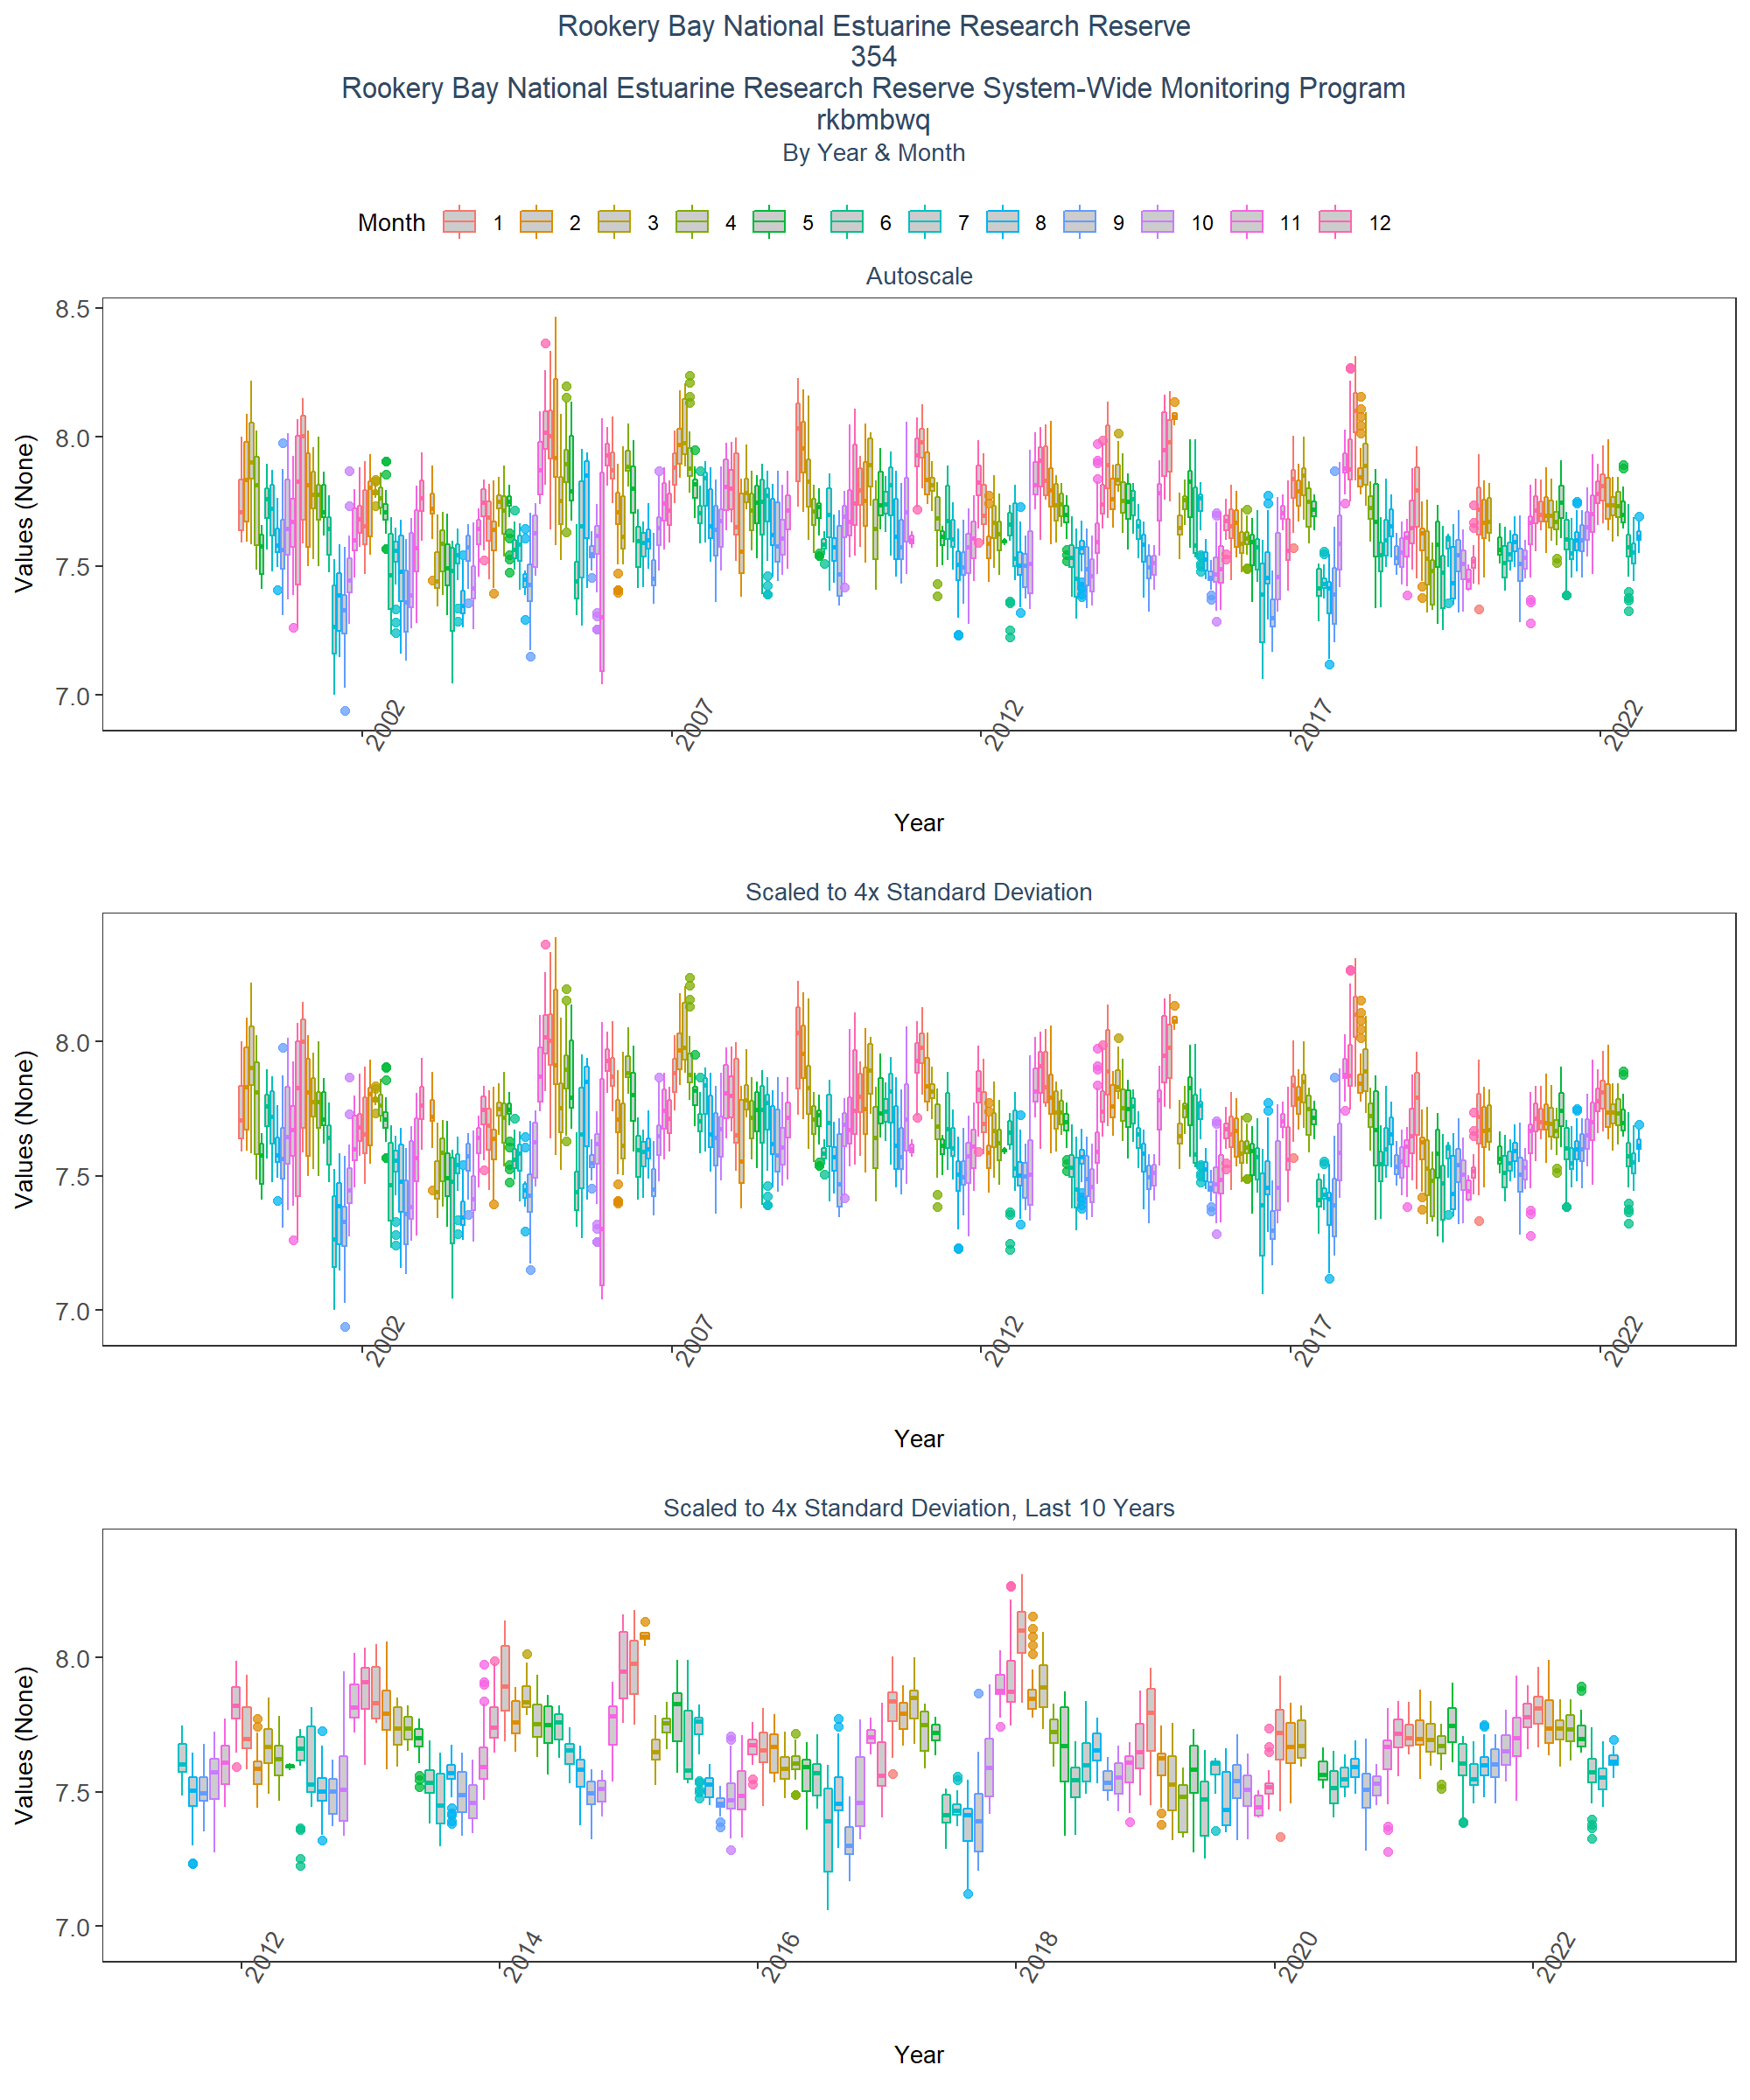 Rookery Bay National Estuarine Research Reserve
354
Rookery Bay National Estuarine Research Reserve System-Wide Monitoring Program
rkbmbwq
By Year & Month
Month 1 2 3 4 5 6 7 8 9 10 11 12
Autoscale
Values (None)
8.5
8.0
7.5
7.0
2002 2007 2012 2017 2022
Year
Scaled to 4x Standard Deviation
Values (None)
8.0
7.5
7.0
2002 2007 2012 2017 2022
Year
Scaled to 4x Standard Deviation, Last 10 Years
Values (None)
8.0
7.5
7.0
2012 2014 2016 2018 2020 2022
Year